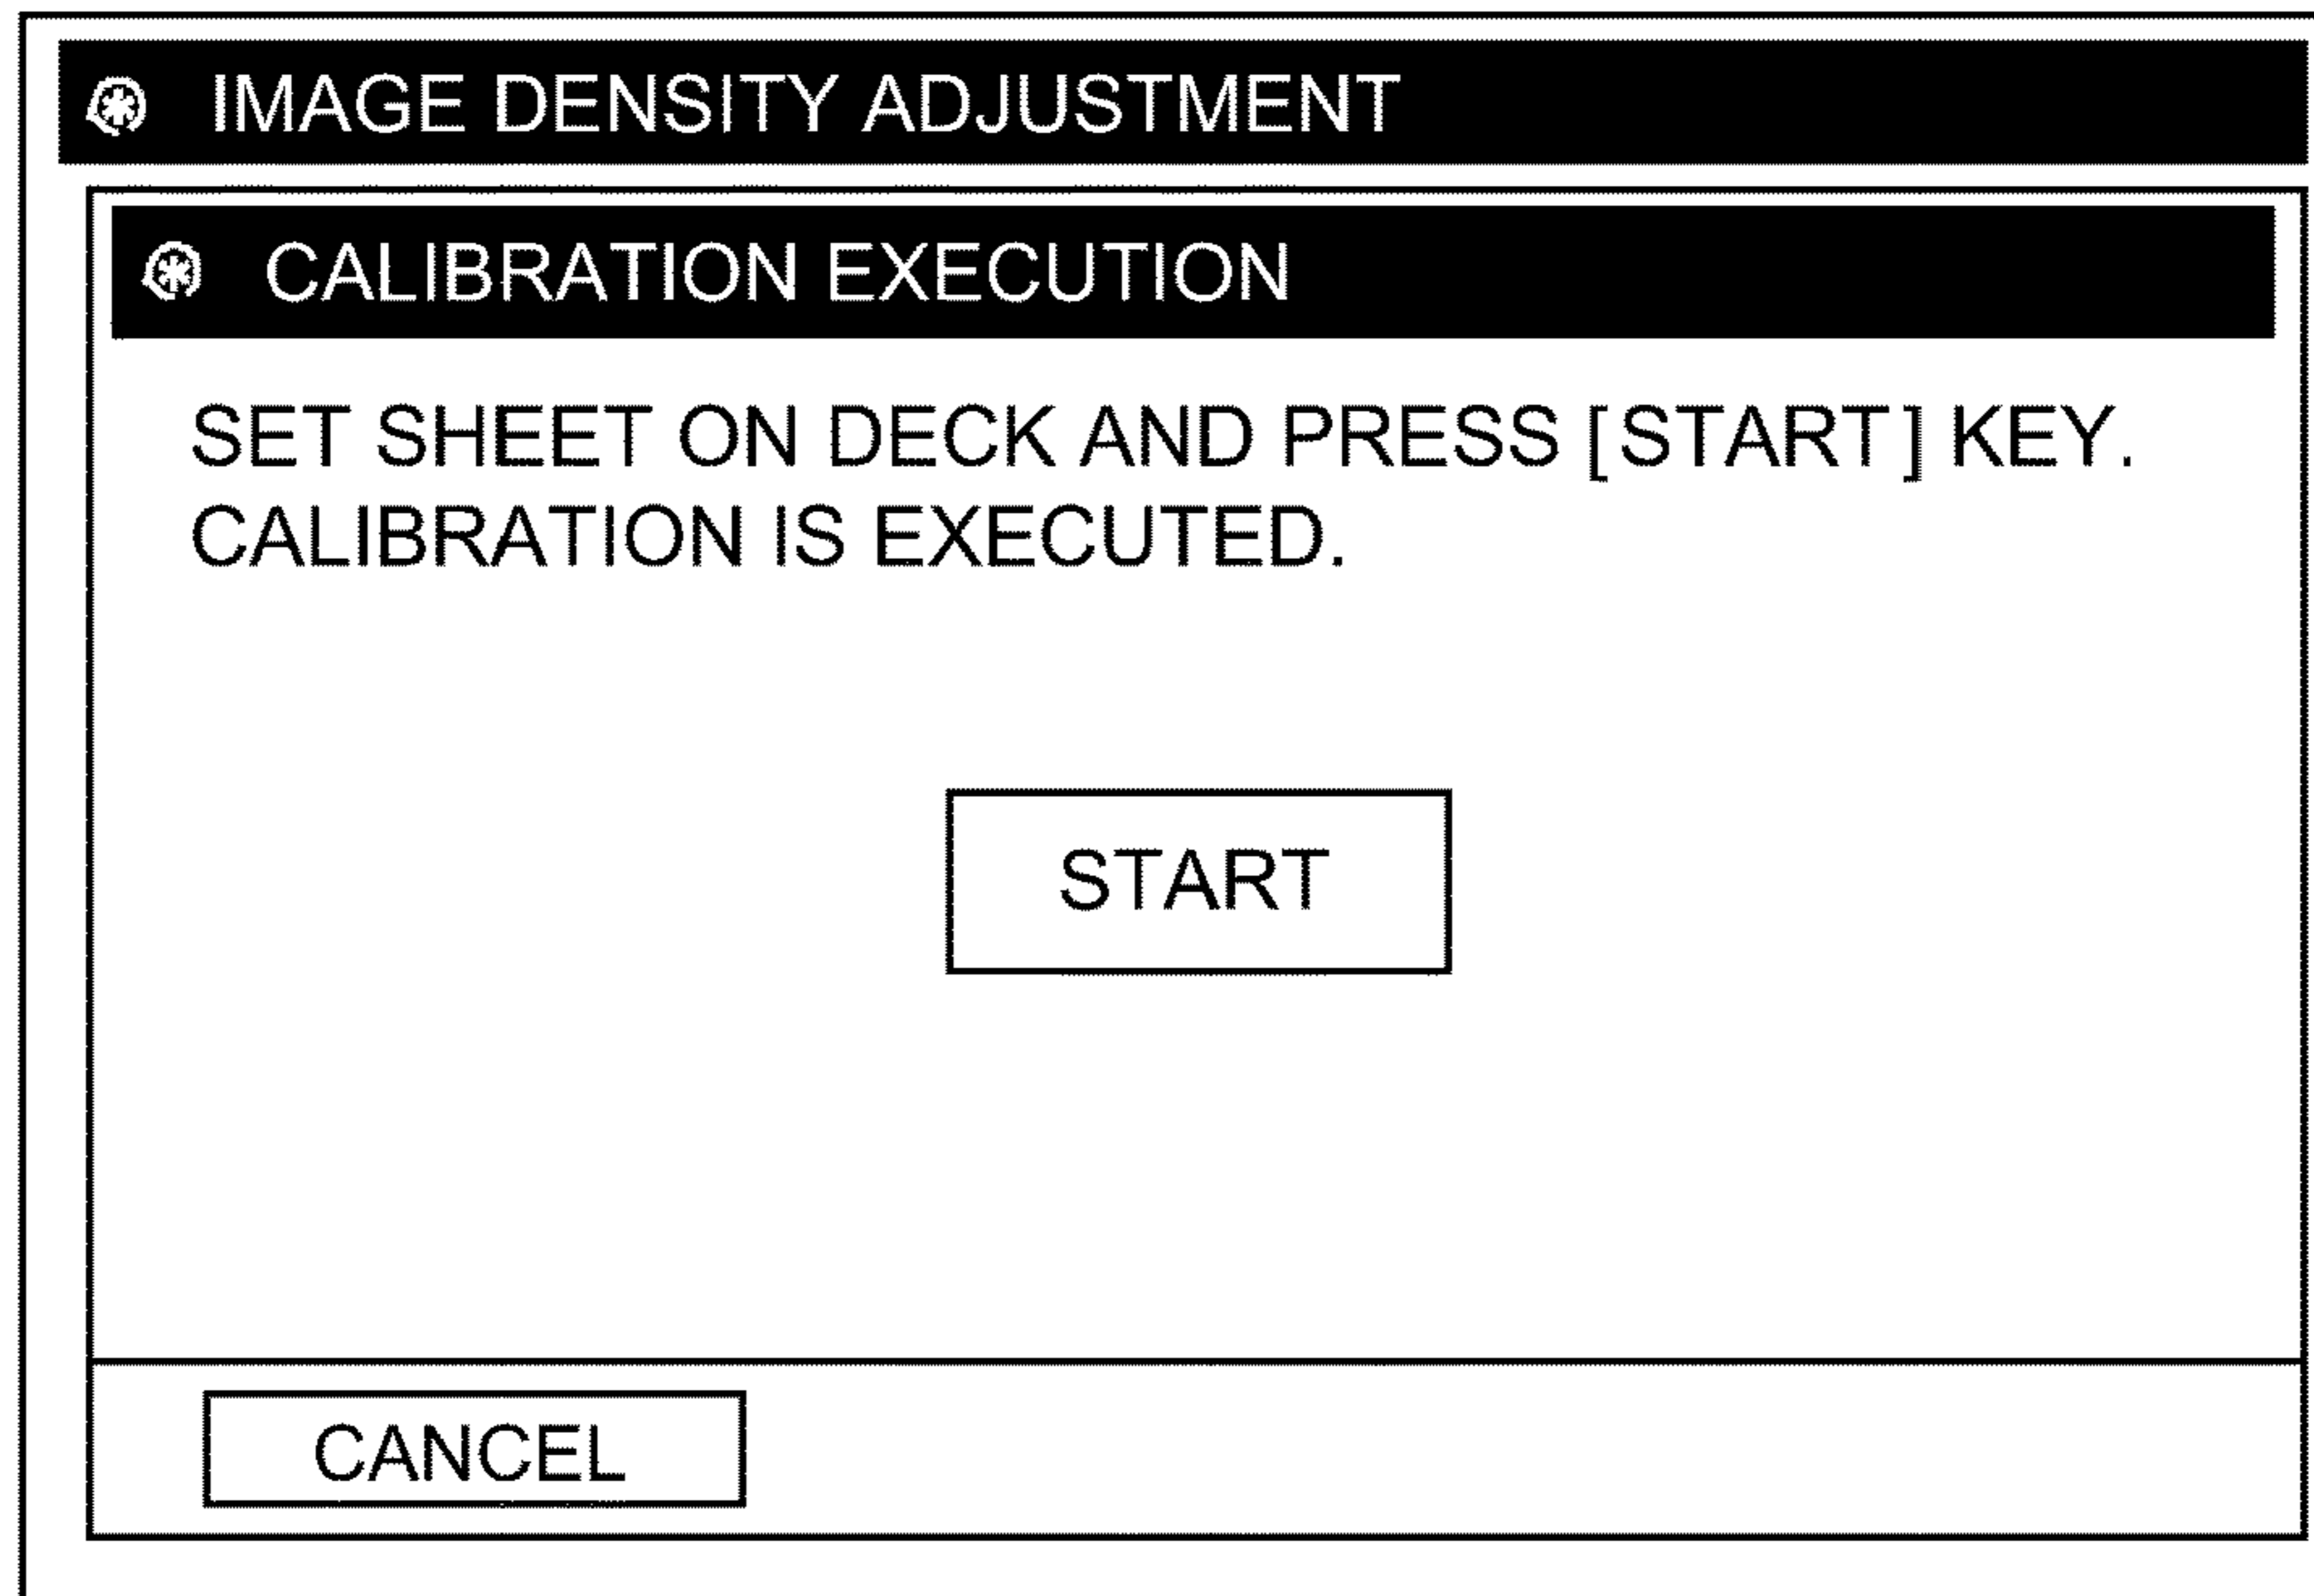 IMAGE DENSITY ADJUSTMENT
CALIBRATION EXECUTION
SET SHEET ON DECK AND PRESS [START] KEY.
CALIBRATION IS EXECUTED.
START
CANCEL